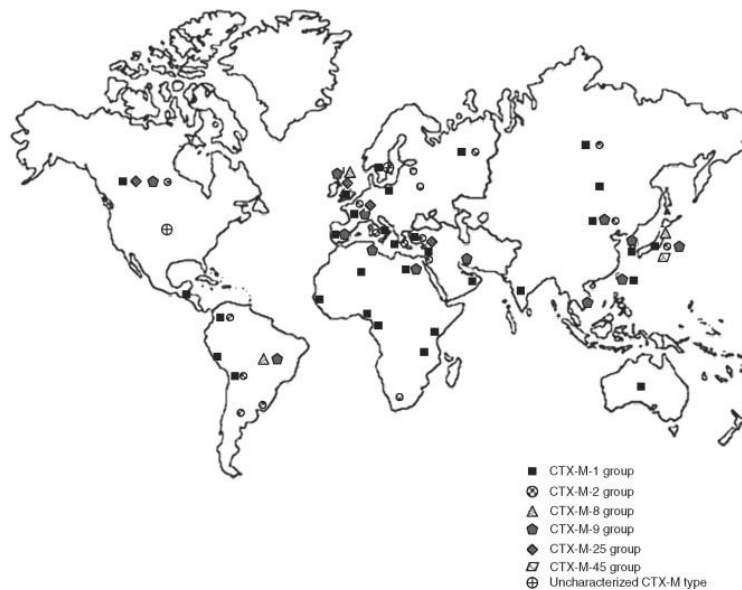 CTX-M-1 group
CTX-M-2 group
CTX-M-8 group
CTX-M-9 group
CTX-M-25 group
CTX-M-45 group
Uncharacterized CTX-M type